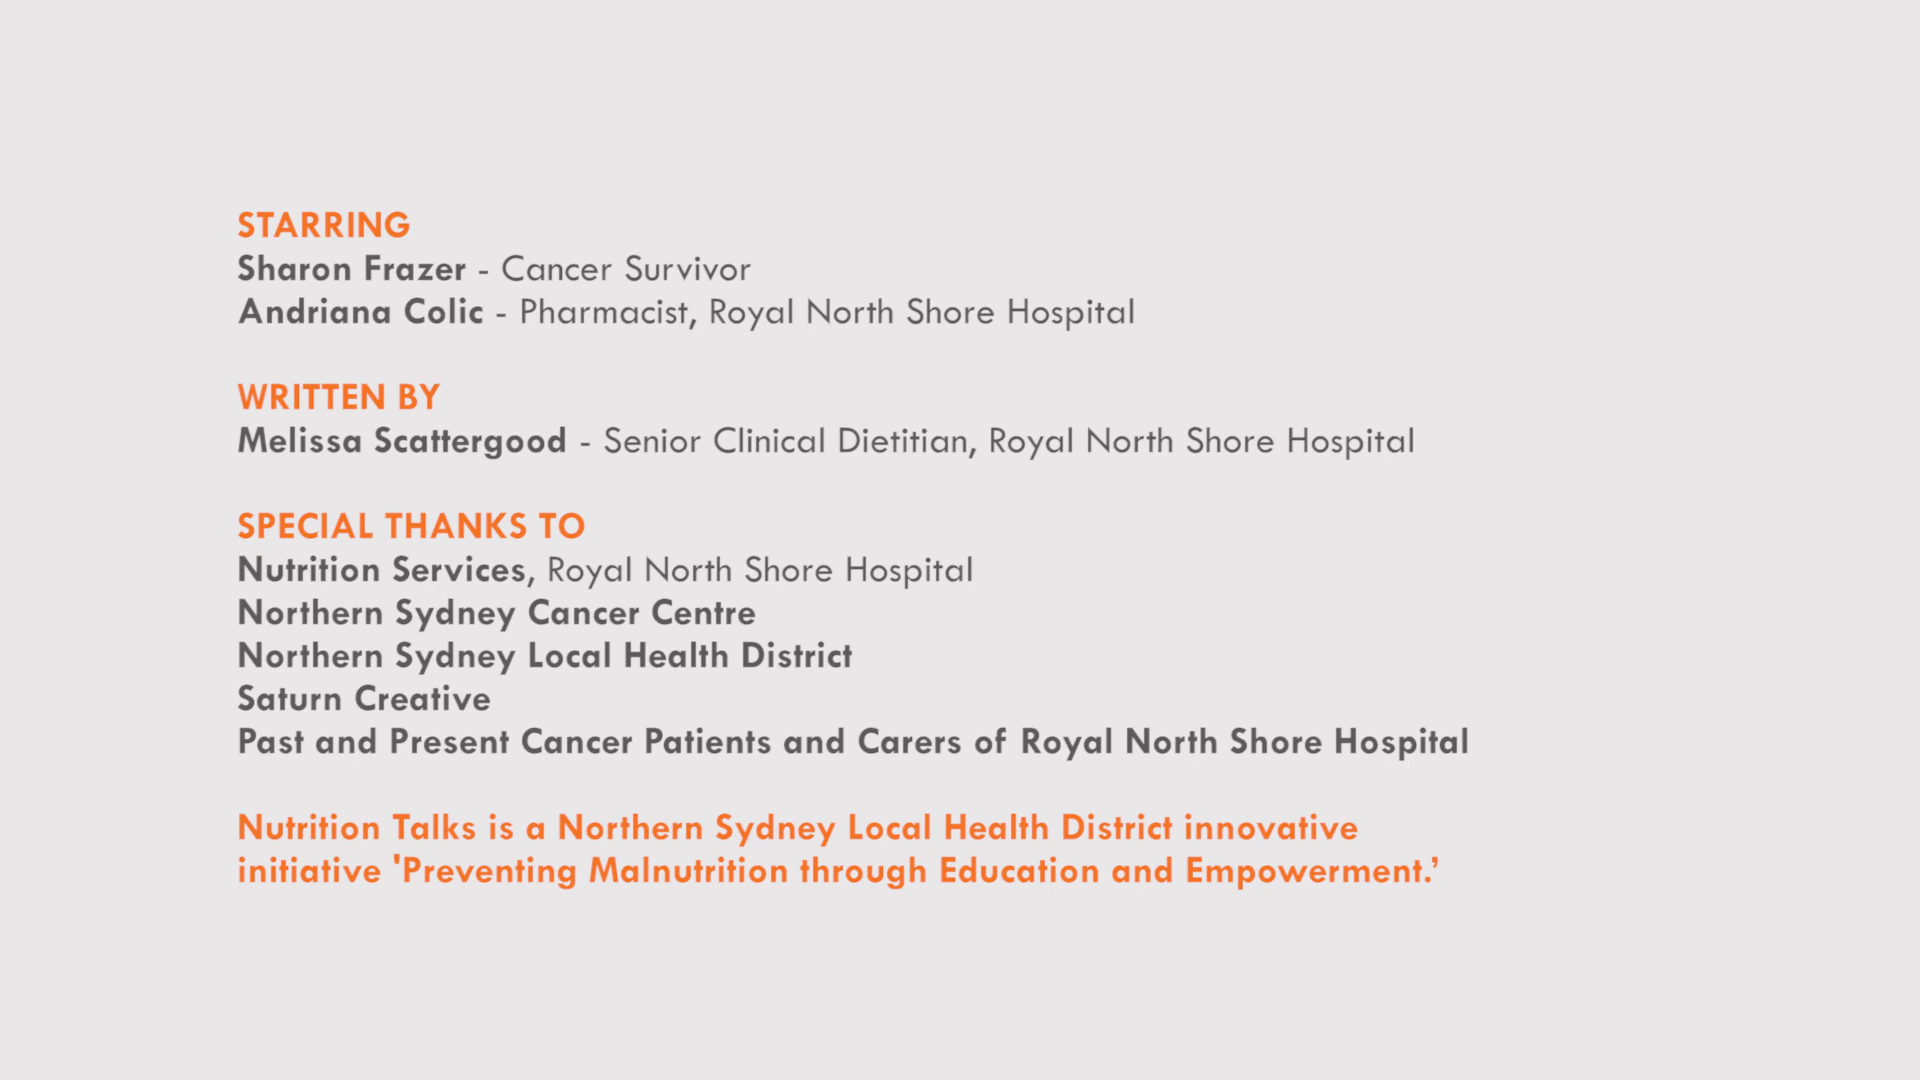 STARRING
Sharon Frazer - Cancer Survivor
Andriana Colic - Pharmacist, Royal North Shore Hospital
WRITTEN BY
Melissa Scattergood - Senior Clinical Dietitian, Royal North Shore Hospital
SPECIAL THANKS TO
Nutrition Services, Royal North Shore Hospital
Northern Sydney Cancer Centre
Northern Sydney Local Health District
Saturn Creative
Past and Present Cancer Patients and Carers of Royal North Shore Hospital
Nutrition Talks is a Northern Sydney Local Health District innovative
initiative 'Preventing Malnutrition through Education and Empowerment.’